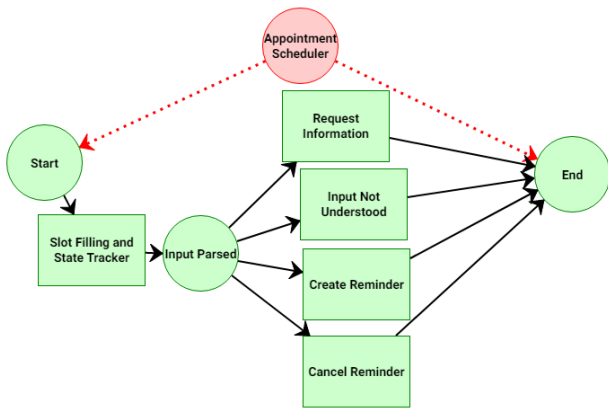 Appointment
Scheduler
Request
Information
Start
Input Not
Understood
End
Slot Filling and
State Tracker
Input Parsed
Create Reminder
Cancel Reminder